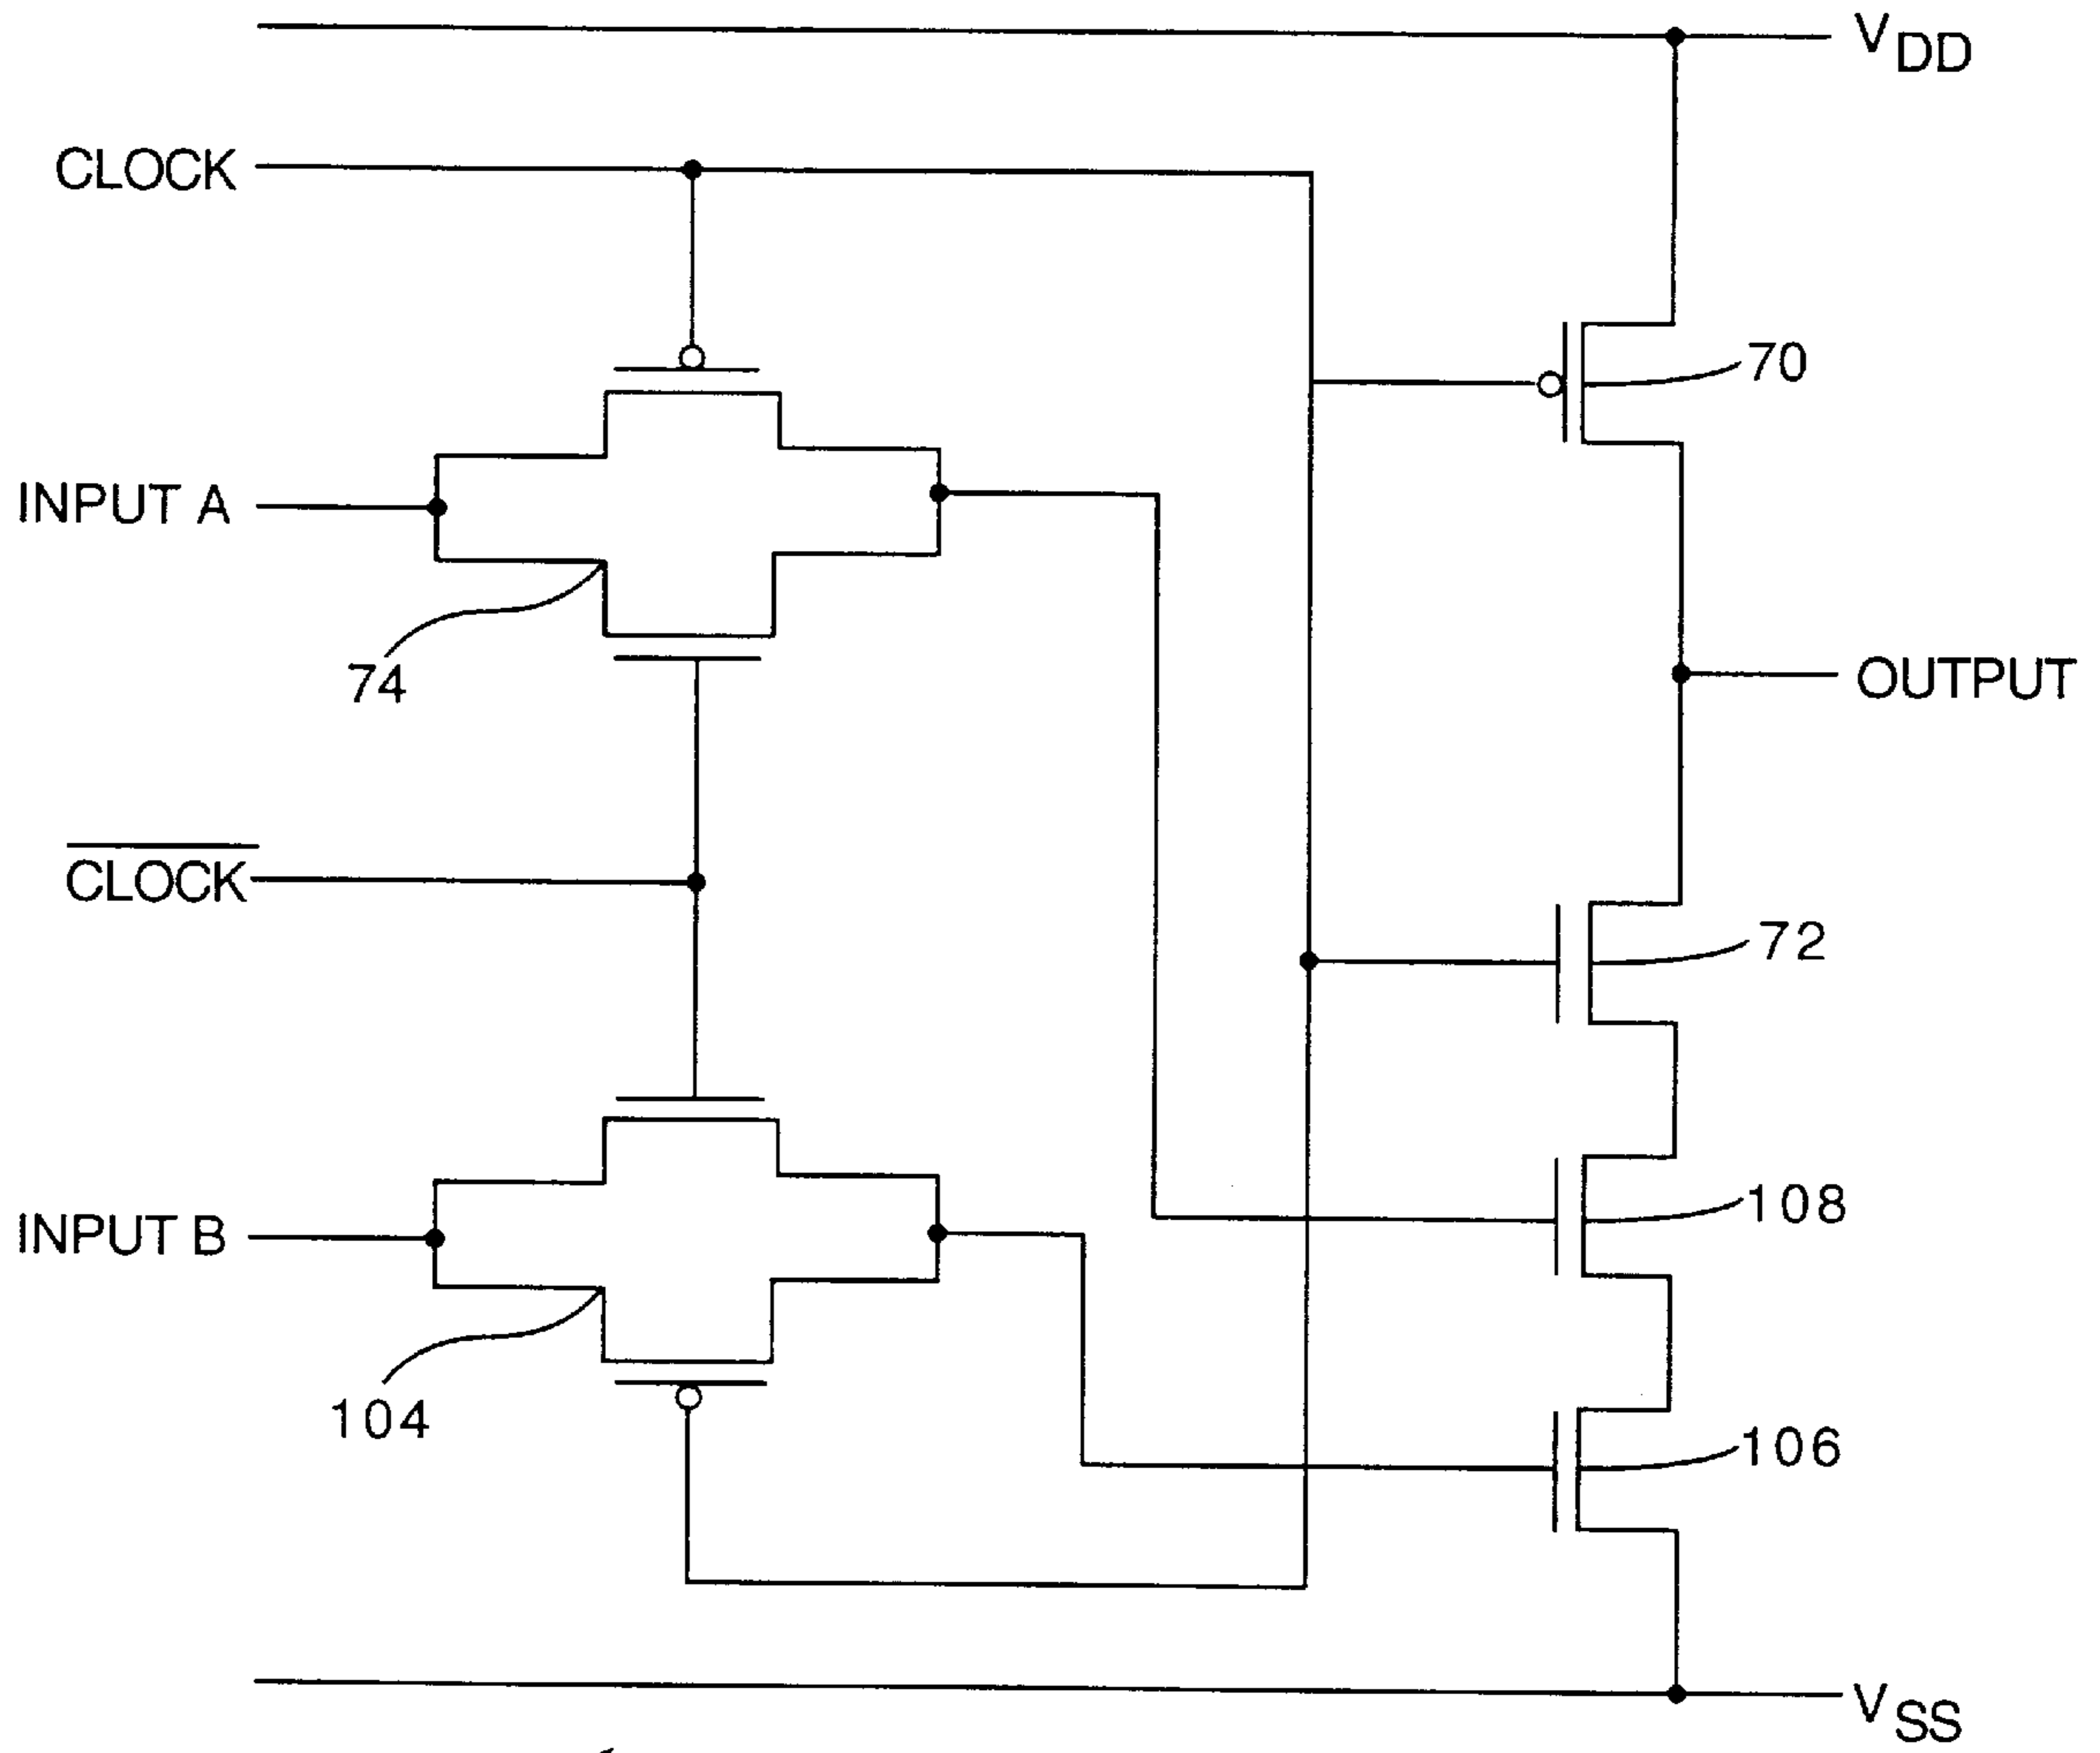 VDD
CLOCK
70
INPUT A
74
OUTPUT
CLOCK
72
INPUT B
108
104
106
VSS